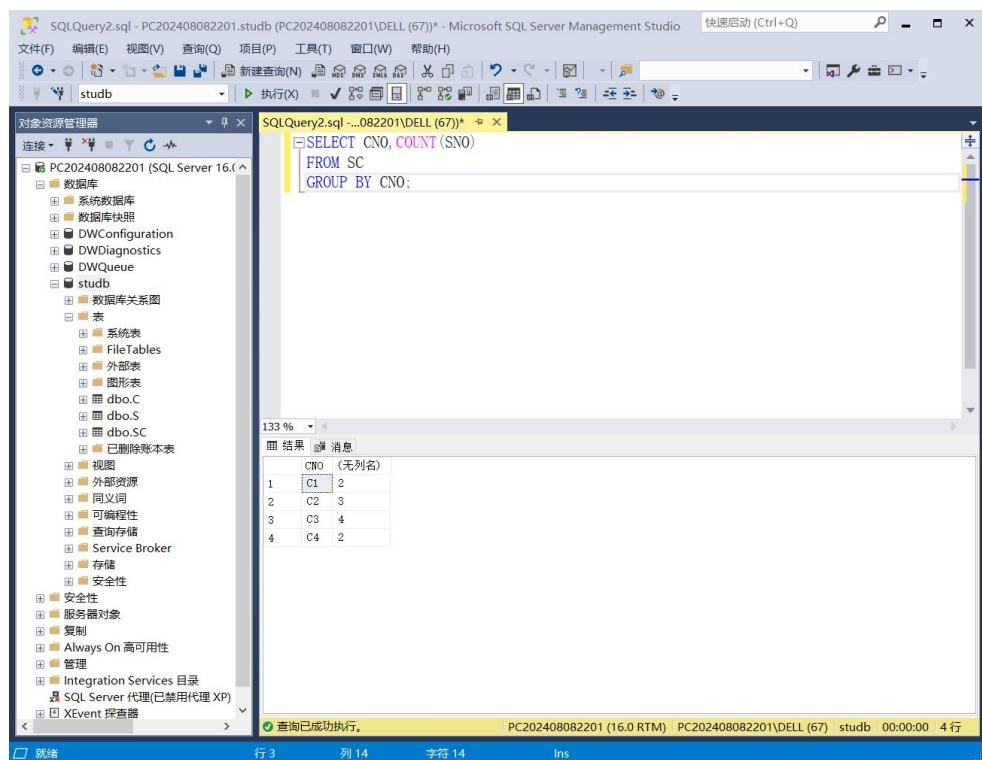 SQLQuery2.sql - PC202408082201.studb (PC202408082201\DELL (67))* - Microsoft SQL Server Management Studio
快速启动 (Ctrl+Q)
文件(F) 编辑(E) 视图(V) 查询(Q) 项目(P) 工具(T) 窗口(W) 帮助(H)
新建查询(N)
studb
执行(X)
对象资源管理器
连接
PC202408082201 (SQL Server 16.(
数据库
系统数据库
数据库快照
DWConfiguration
DWDiagnostics
DWQueue
studb
数据库关系图
表
系统表
FileTables
外部表
图形表
dbo.C
dbo.S
dbo.SC
已删除账本表
视图
外部资源
同义词
可编程性
查询存储
Service Broker
存储
安全性
安全性
服务器对象
复制
Always On 高可用性
管理
Integration Services 目录
SQL Server 代理(已禁用代理 XP)
XEvent 探查器
SQLQuery2.sql -...082201\DELL (67))*
SELECT CNO,COUNT(SNO)
FROM SC
GROUP BY CNO;
133 %
结果 消息
CNO (无列名)
1 C1 2
2 C2 3
3 C3 4
4 C4 2
查询已成功执行。 PC202408082201 (16.0 RTM) PC202408082201\DELL (67) studb 00:00:00 4 行
就绪 行 3 列 14 字符 14 Ins